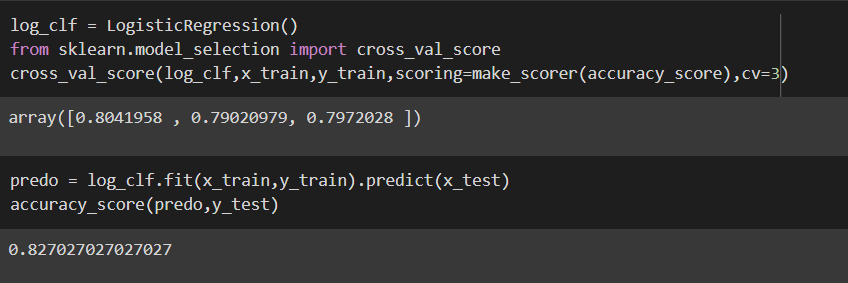 log_clf = LogisticRegression()
from sklearn.model_selection import cross_val_score
cross_val_score(log_clf,x_train,y_train,scoring=make_scorer(accuracy_score),cv=3)
array([0.8041958 , 0.79020979, 0.7972028 ])
predo = log_clf.fit(x_train,y_train).predict(x_test)
accuracy_score(predo,y_test)
0.827027027027027